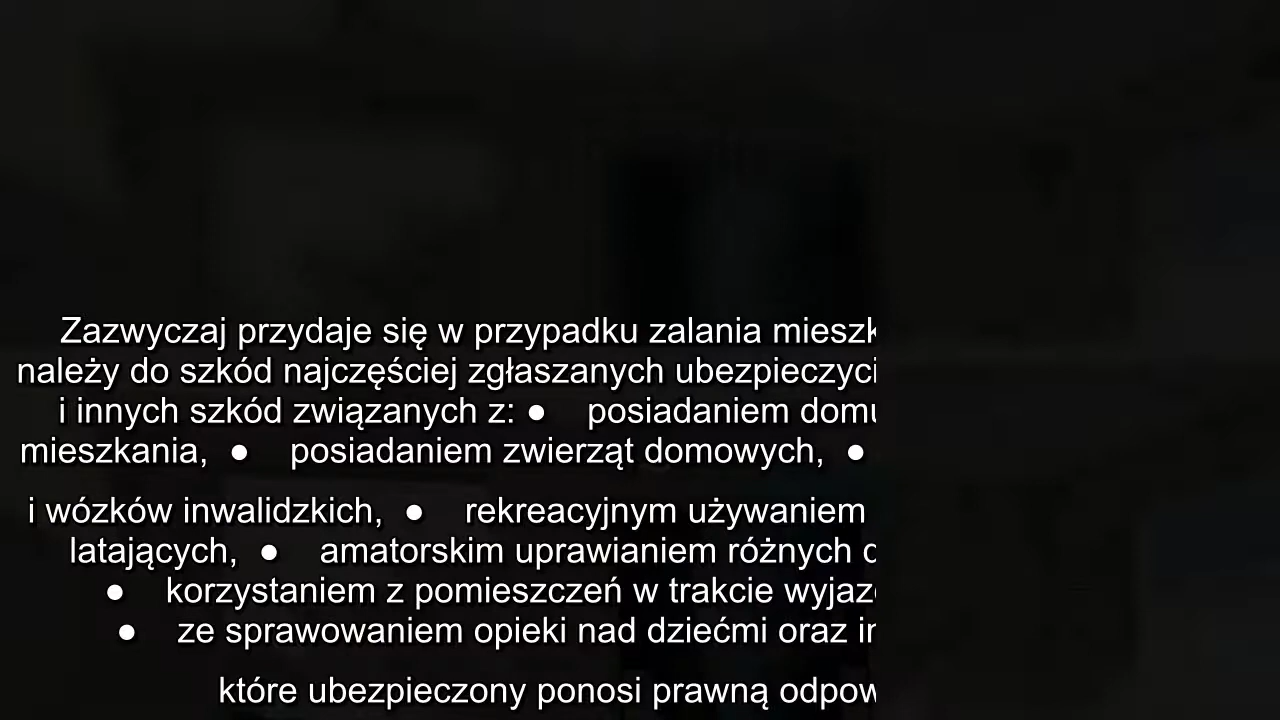 Zazwyczaj przydaje się w przypadku zalania
należy do szkód najczęściej zgłaszanych
i innych szkód związanych z: ● posiadaniem
mieszkania, ● posiadaniem zwierząt domowych, ●
i wózków inwalidzkich, ● rekreacyjnym używaniem
latających, ● amatorskim uprawianiem różnych
● korzystaniem z pomieszczeń w trakcie
● ze sprawowaniem opieki nad dziećmi oraz
które ubezpieczony ponosi prawną